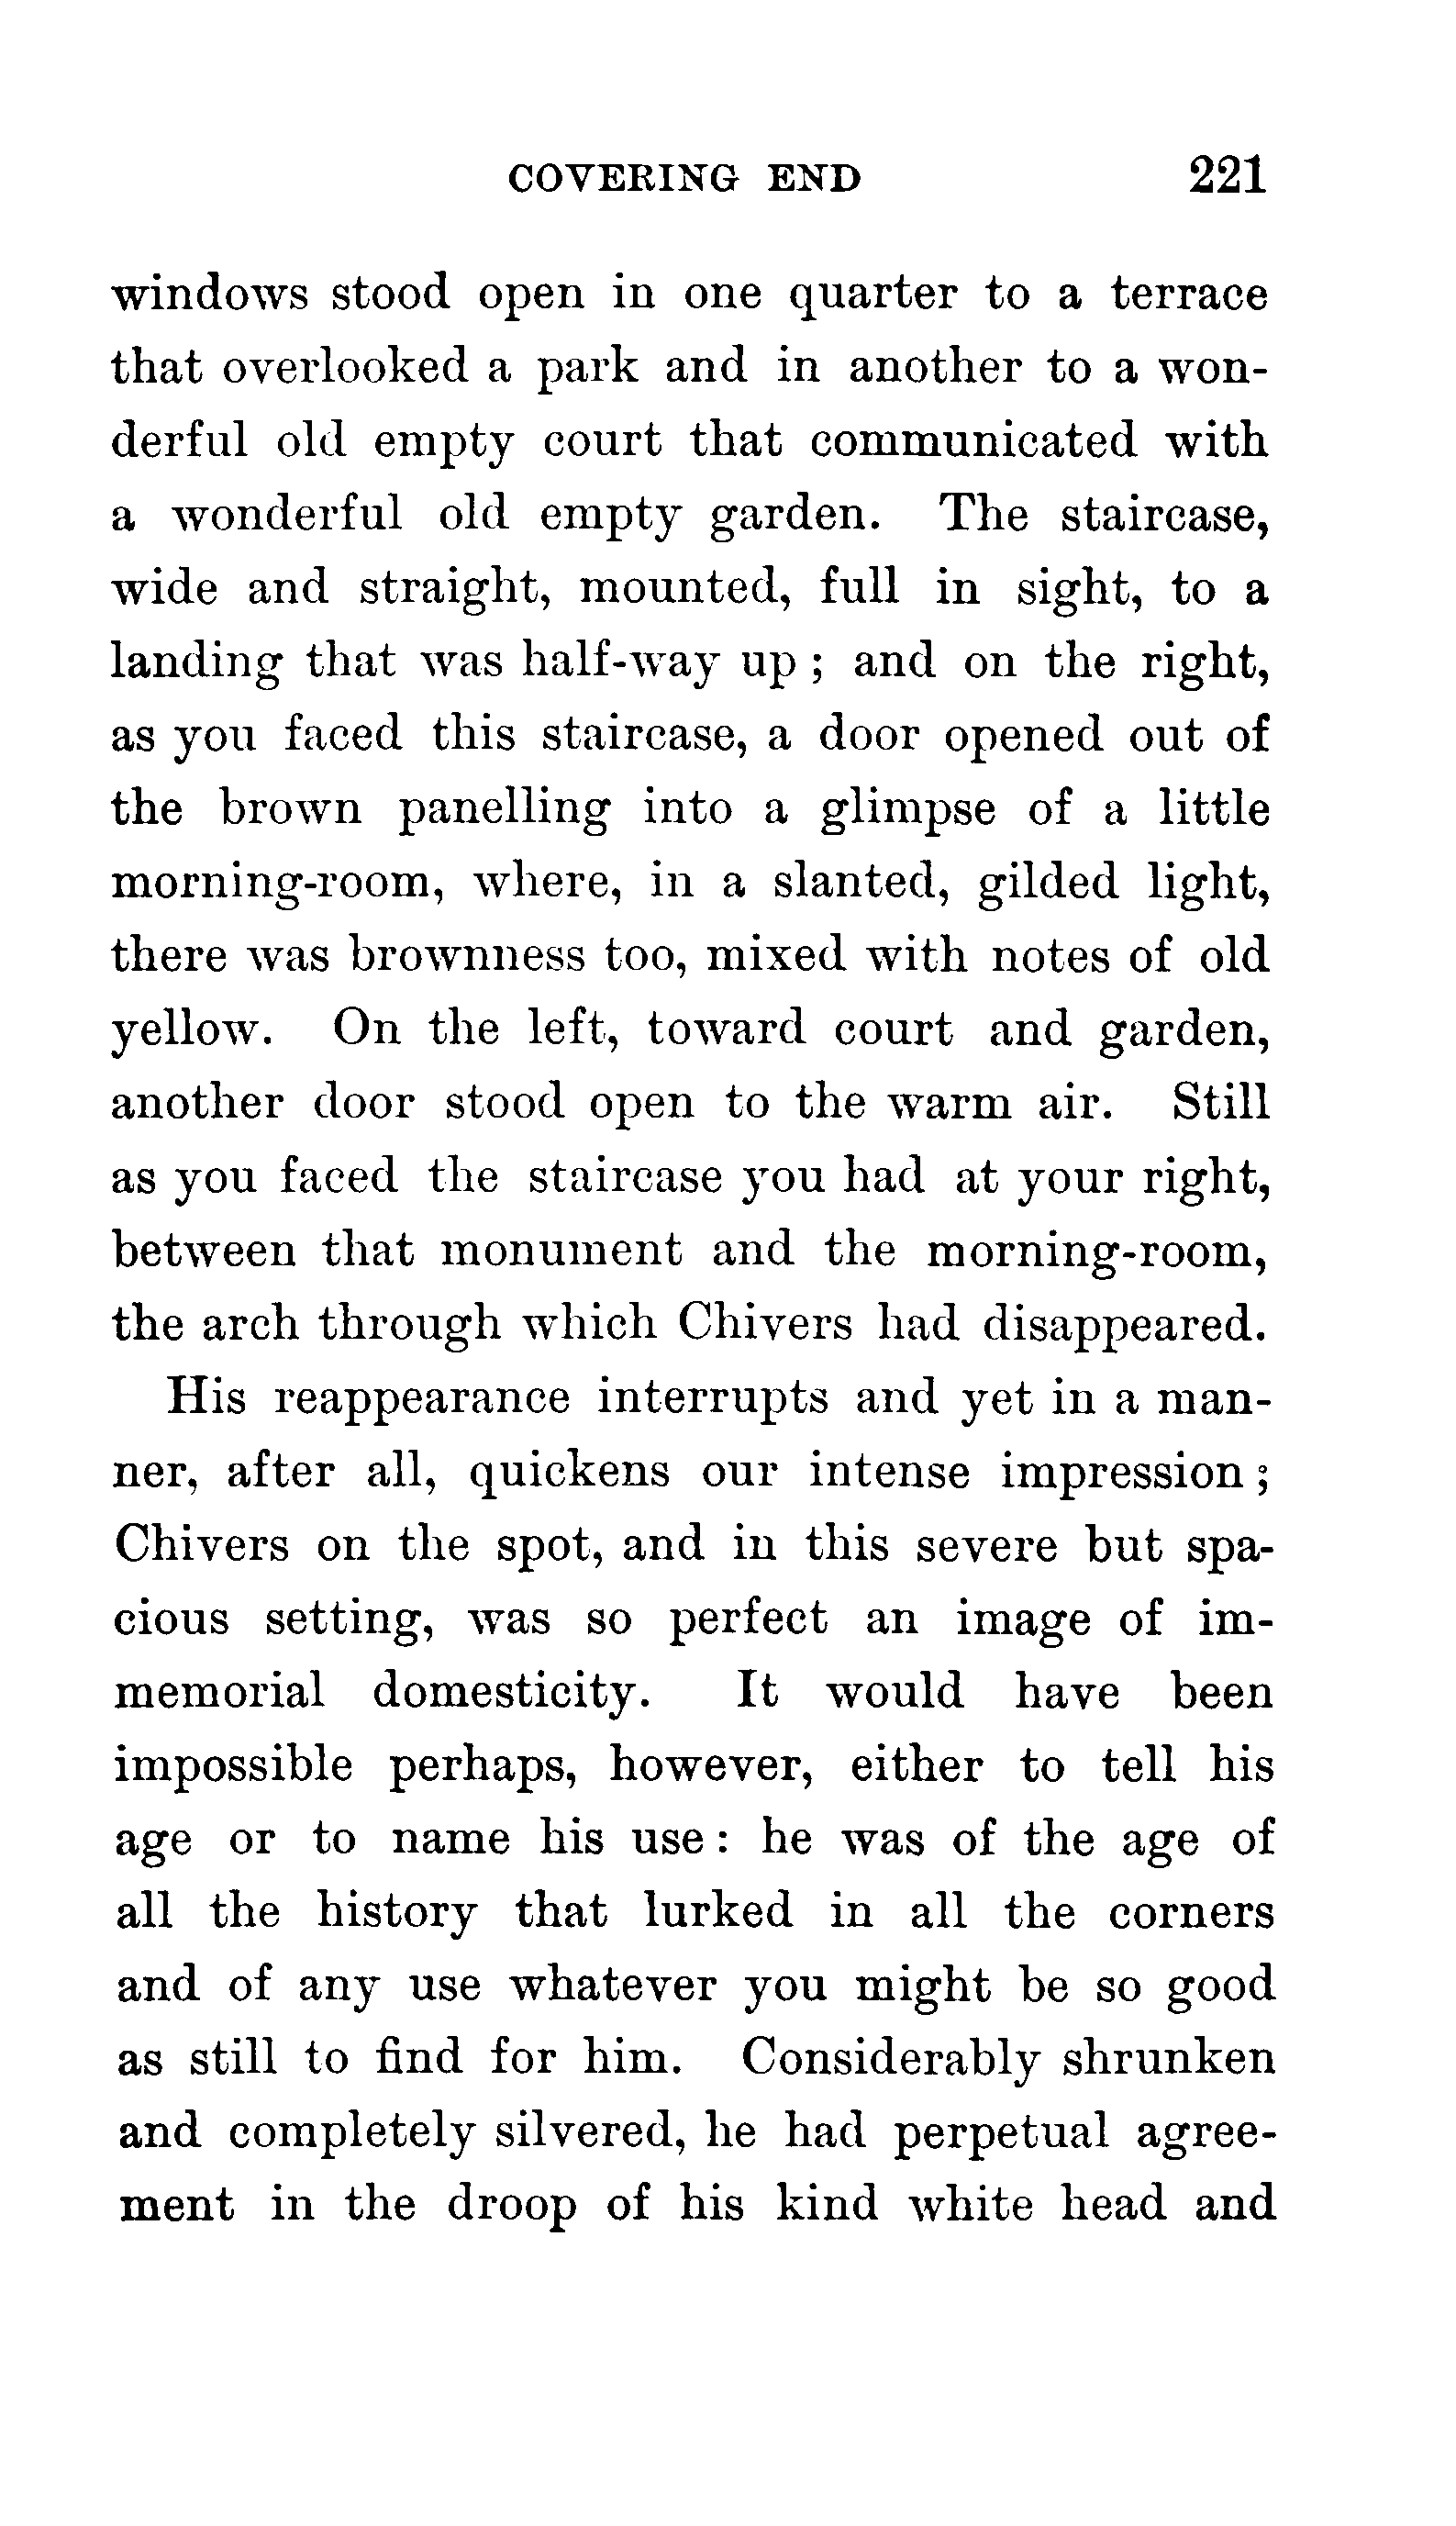 COVERING END 221
windows stood open in one quarter to a terrace
that overlooked a park and in another to a won-
derful old empty court that communicated with
a wonderful old empty garden. The staircase,
wide and straight, mounted, full in sight, to a
landing that was half-way up ; and on the right,
as you faced this staircase, a door opened out of
the brown panelling into a glimpse of a little
morning-room, where, in a slanted, gilded light,
there was brownness too, mixed with notes of old
yellow. On the left, toward court and garden,
another door stood open to the warm air. Still
as you faced the staircase you had at your right,
between that monument and the morning-room,
the arch through which Chivers had disappeared.
His reappearance interrupts and yet in a man-
ner, after all, quickens our intense impression ;
Chivers on the spot, and in this severe but spa-
cious setting, was so perfect an image of im-
memorial domesticity. It would have been
impossible perhaps, however, either to tell his
age or to name his use : he was of the age of
all the history that lurked in all the corners
and of any use whatever you might be so good
as still to find for him. Considerably shrunken
and completely silvered, he had perpetual agree-
ment in the droop of his kind white head and